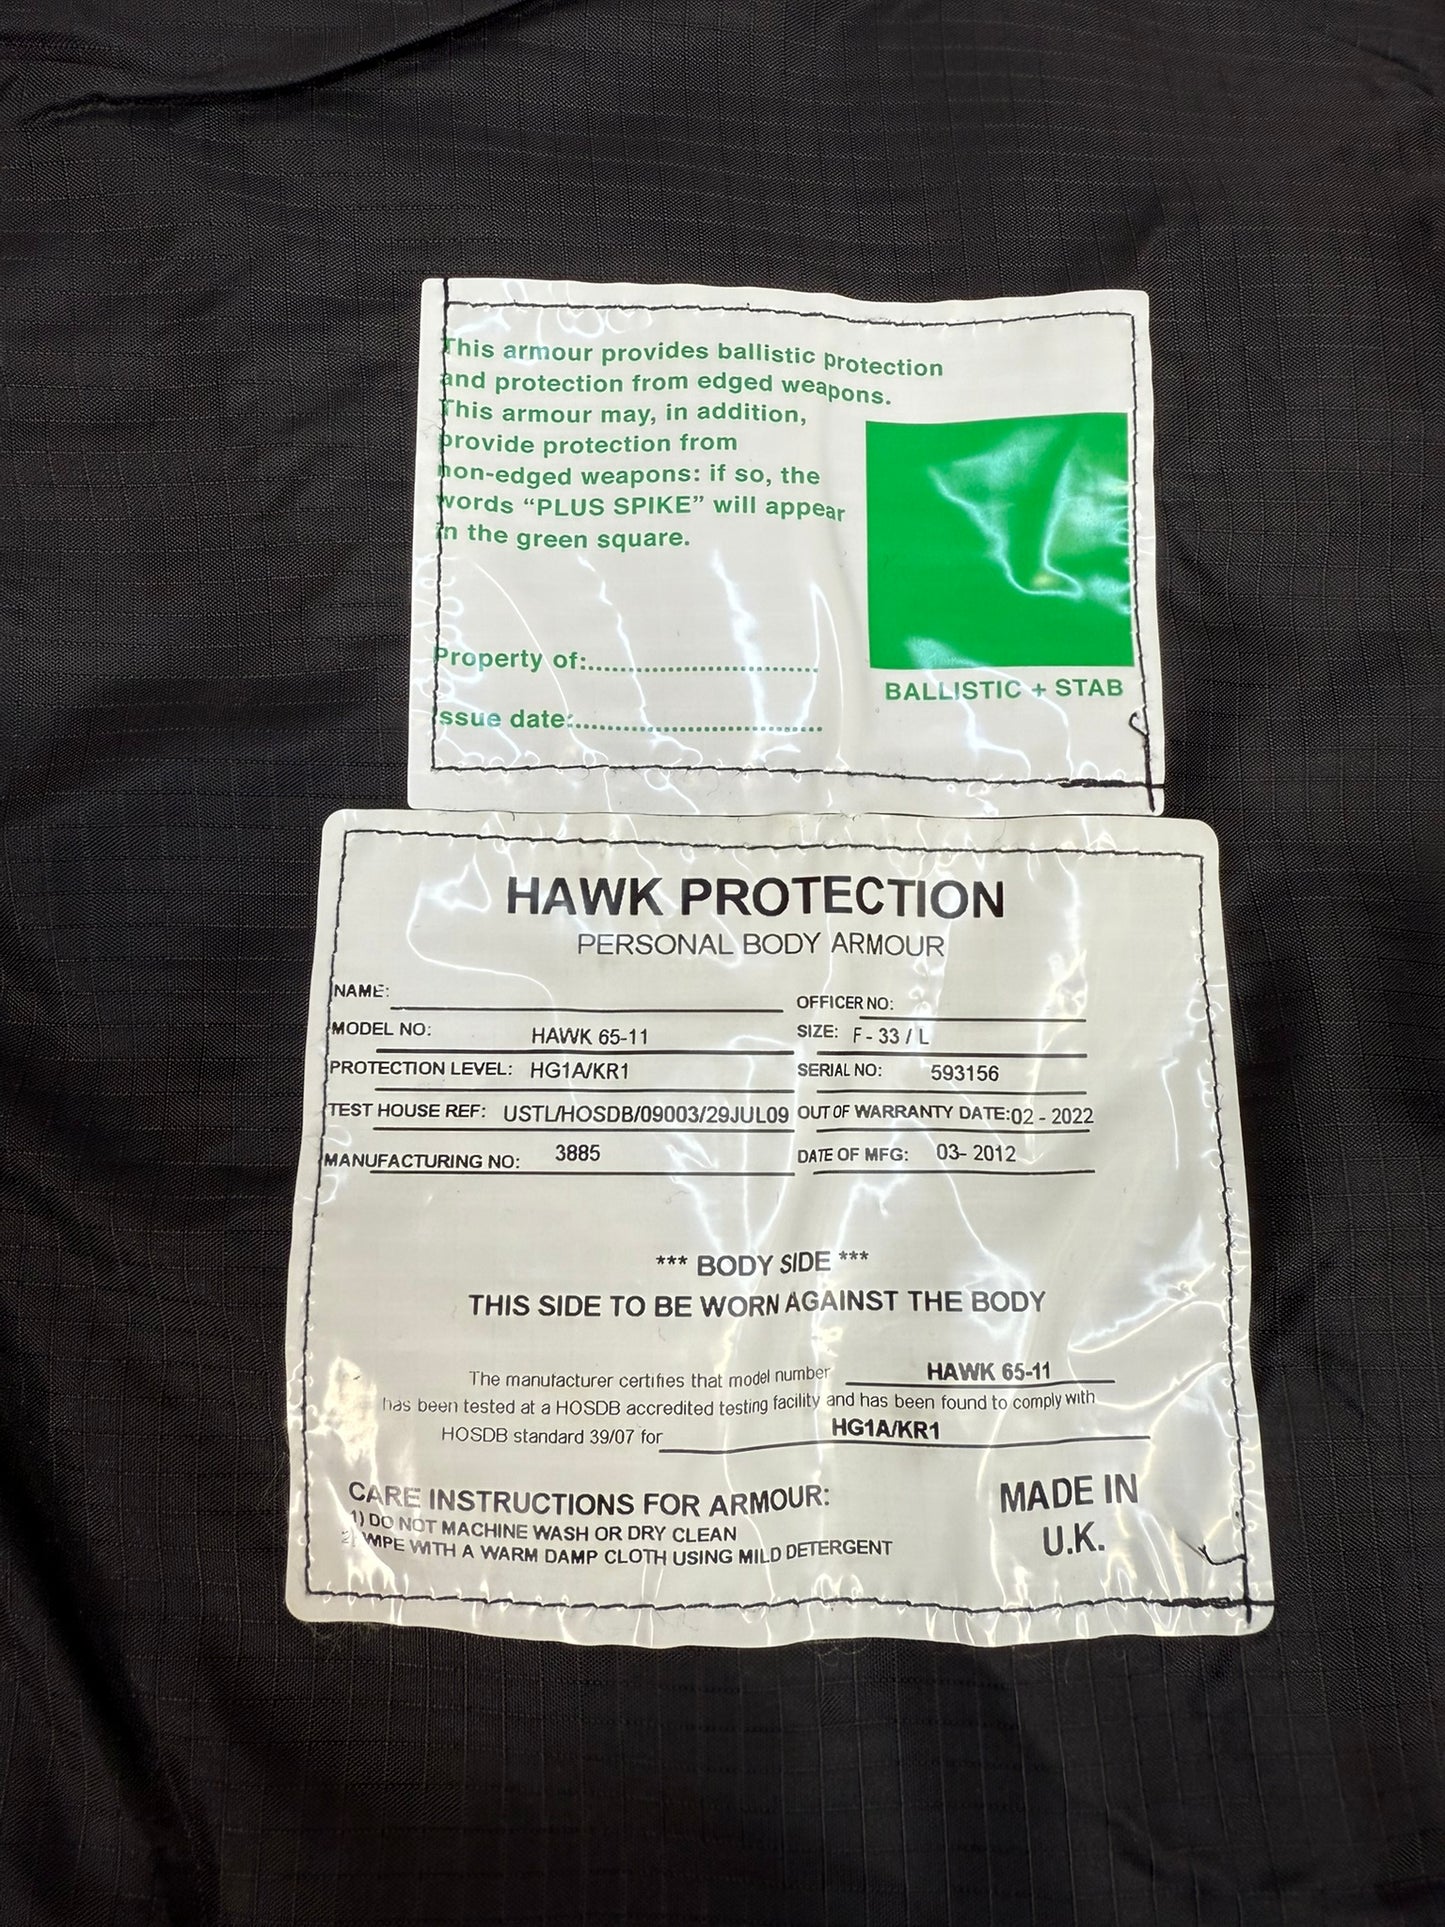 This armour provides ballistic protection
and protection from edged weapons.
This armour may, in addition,
provide protection from
non-edged weapons: if so, the
words “PLUS SPIKE” will appear
in the green square.
Property of:
Issue date:
BALLISTIC + STAB
HAWK PROTECTION
PERSONAL BODY ARMOUR
NAME: OFFICER NO:
MODEL NO: HAWK 65-11 SIZE: F - 33 / L
PROTECTION LEVEL: HG1A/KR1 SERIAL NO: 593156
TEST HOUSE REF: USTL/HOSDB/09003/29JUL09 OUT OF WARRANTY DATE: 02 - 2022
MANUFACTURING NO: 3885 DATE OF MFG: 03- 2012
*** BODY SIDE ***
THIS SIDE TO BE WORN AGAINST THE BODY
The manufacturer certifies that model number HAWK 65-11
has been tested at a HOSDB accredited testing facility and has been found to comply with
HOSDB standard 39/07 for HG1A/KR1
CARE INSTRUCTIONS FOR ARMOUR:
1) DO NOT MACHINE WASH OR DRY CLEAN
2) WIPE WITH A WARM DAMP CLOTH USING MILD DETERGENT
MADE IN
U.K.